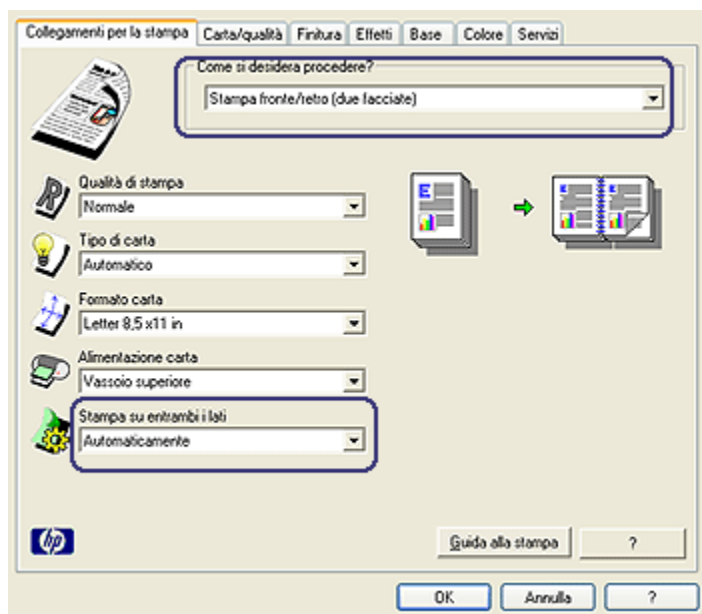 Collegamenti per la stampa Carta/qualità Finitura Effetti Base Colore Servizi
Come si desidera procedere?
Stampa fronte/retro (due facciate)
Qualità di stampa
Normale
Tipo di carta
Automatico
Formato carta
Letter 8,5 x11 in
Alimentazione carta
Vassoio superiore
Stampa su entrambi i lati
Automaticamente
hp
Guida alla stampa ?
OK Annulla ?